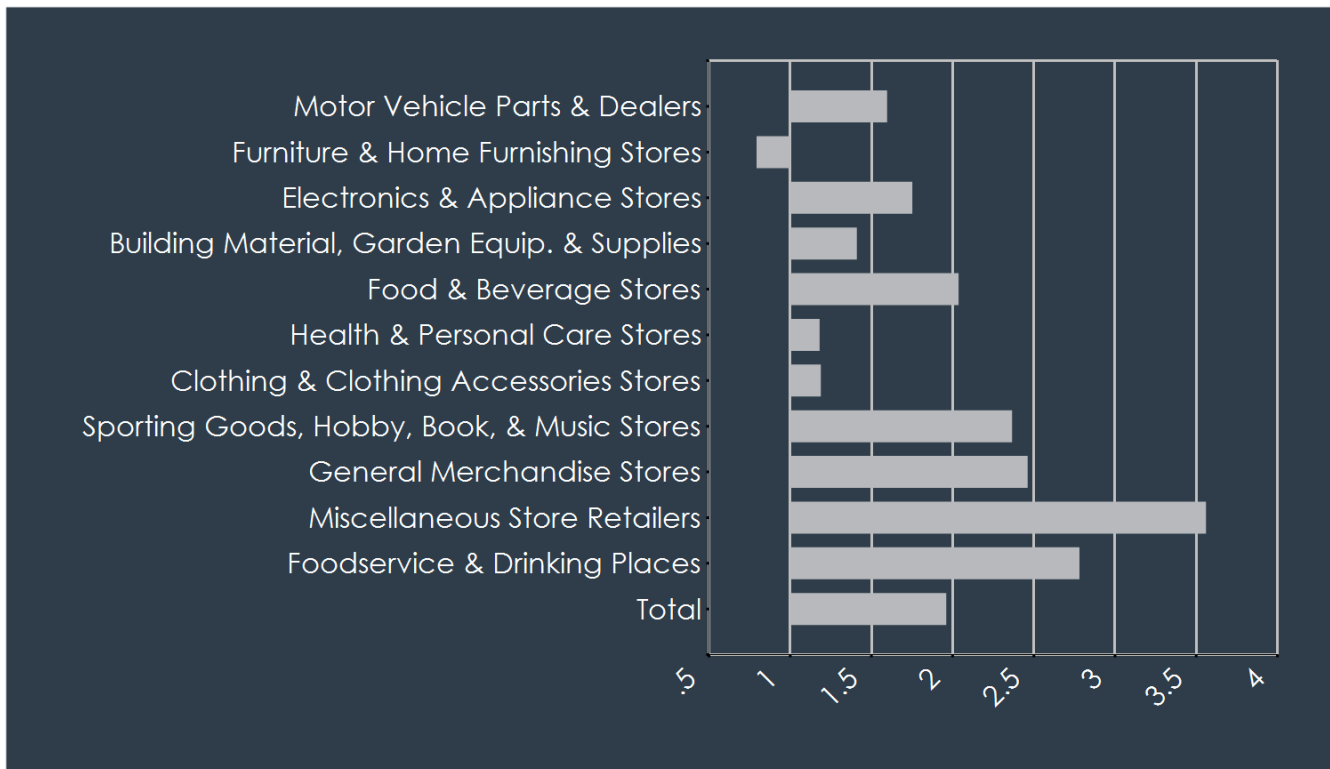 Motor Vehicle Parts & Dealers
Furniture & Home Furnishing Stores
Electronics & Appliance Stores
Building Material, Garden Equip. & Supplies
Food & Beverage Stores
Health & Personal Care Stores
Clothing & Clothing Accessories Stores
Sporting Goods, Hobby, Book, & Music Stores
General Merchandise Stores
Miscellaneous Store Retailers
Foodservice & Drinking Places
Total
.5 1 1.5 2 2.5 3 3.5 4